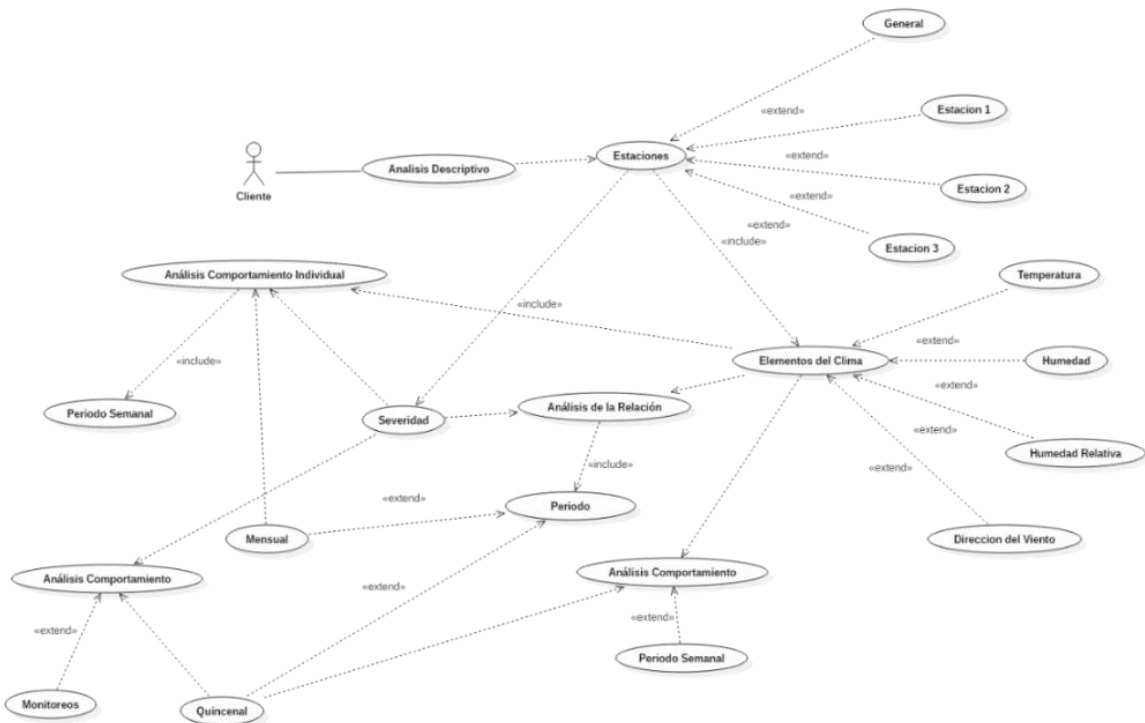 General
«extend»
Estacion 1
Estaciones
«extend»
Analisis Descriptivo
Estacion 2
Cliente
«extend»
«extend»
«include»
Estacion 3
Análisis Comportamiento Individual
Temperatura
«include»
«extend»
«include»
Elementos del Clima
Humedad
«extend»
Periodo Semanal
Severidad
Análisis de la Relación
«extend»
Humedad Relativa
«include»
«extend»
«extend»
Periodo
Mensual
Direccion del Viento
Análisis Comportamiento
Análisis Comportamiento
«extend»
«extend»
«extend»
Periodo Semanal
Monitoreos
Quincenal